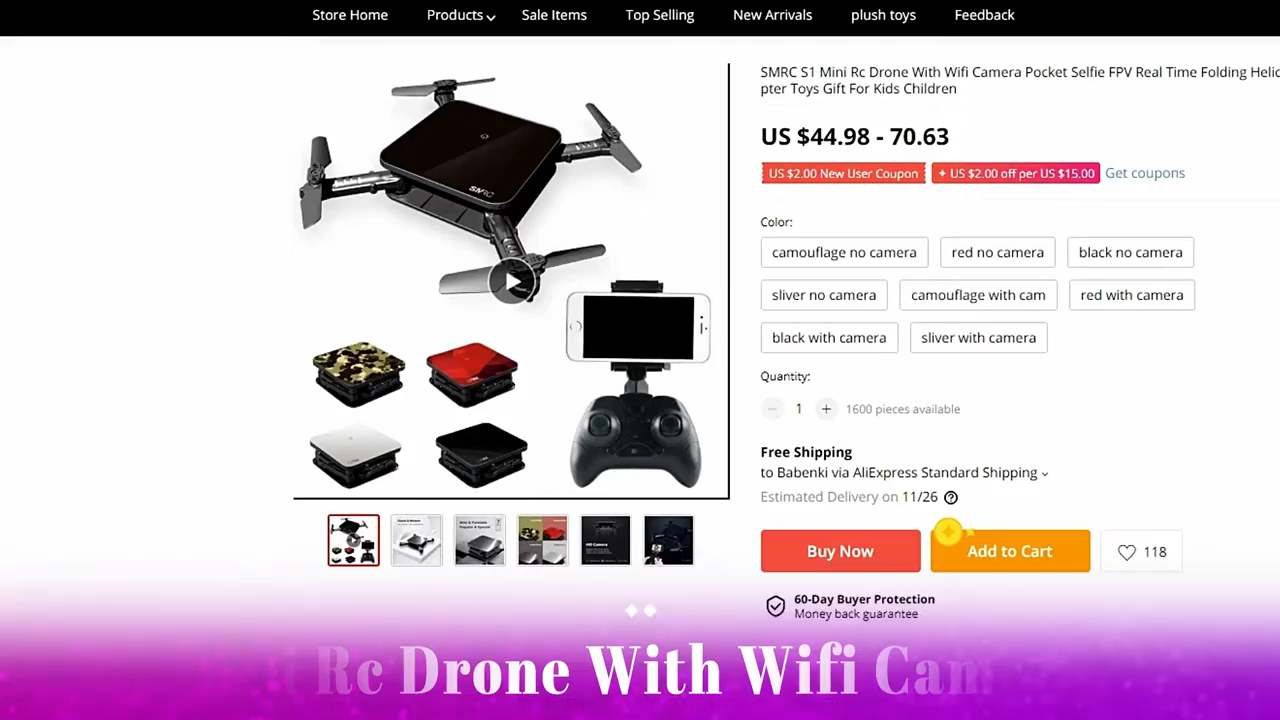 Store Home
Products
Sale Items
Top Selling
New Arrivals
plush toys
Feedback
SMRC S1 Mini Rc Drone With Wifi Camera Pocket Selfie FPV Real Time Folding Helic
pter Toys Gift For Kids Children
US $44.98 - 70.63
US $2.00 New User Coupon
US $2.00 off per US $15.00
Get coupons
Color:
camouflage no camera
red no camera
black no camera
sliver no camera
camouflage with cam
red with camera
black with camera
sliver with camera
Quantity:
1
1600 pieces available
Free Shipping
to Babenki via AliExpress Standard Shipping
Estimated Delivery on 11/26
Buy Now
Add to Cart
118
60-Day Buyer Protection
Money back guarantee
SMRC
i Rc Drone With Wifi Cam